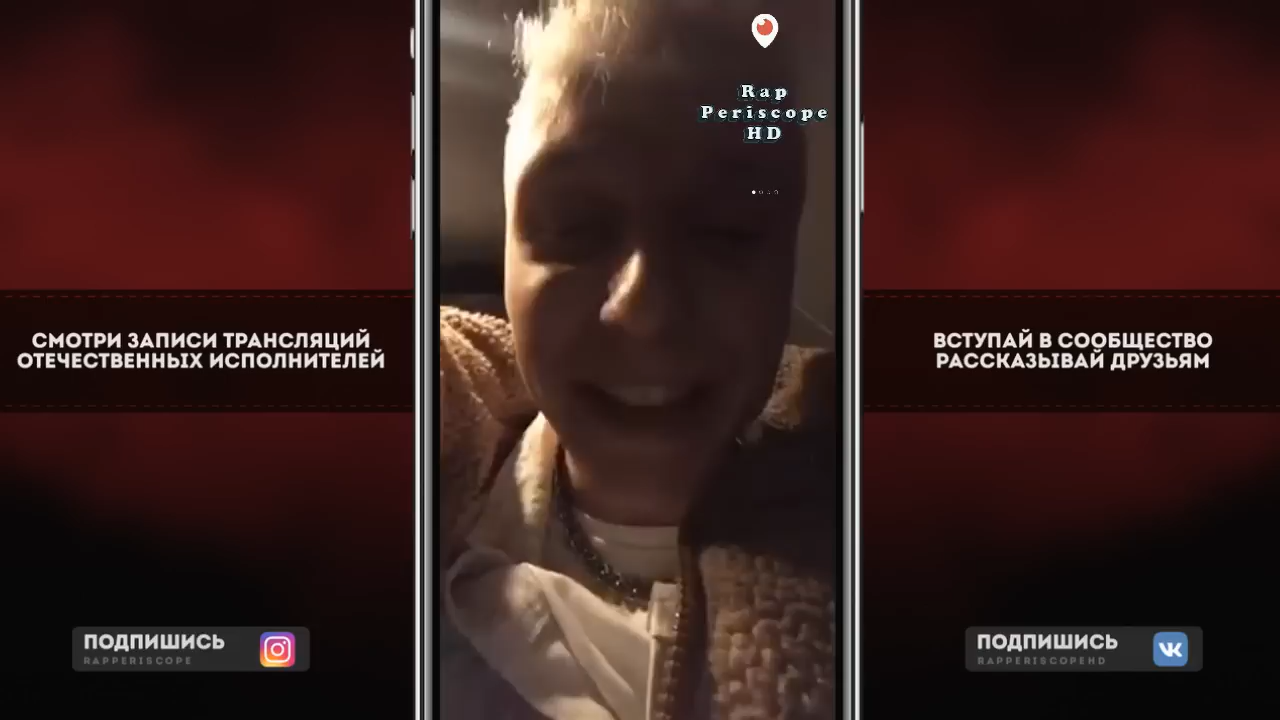 Rap
Periscope
HD
СМОТРИ ЗАПИСИ ТРАНСЛЯЦИЙ
ОТЕЧЕСТВЕННЫХ ИСПОЛНИТЕЛЕЙ
ВСТУПАЙ В СООБЩЕСТВО
РАССКАЗЫВАЙ ДРУЗЬЯМ
ПОДПИШИСЬ
RAPPERISCOPE
ПОДПИШИСЬ
RAPPERISCOPEHD